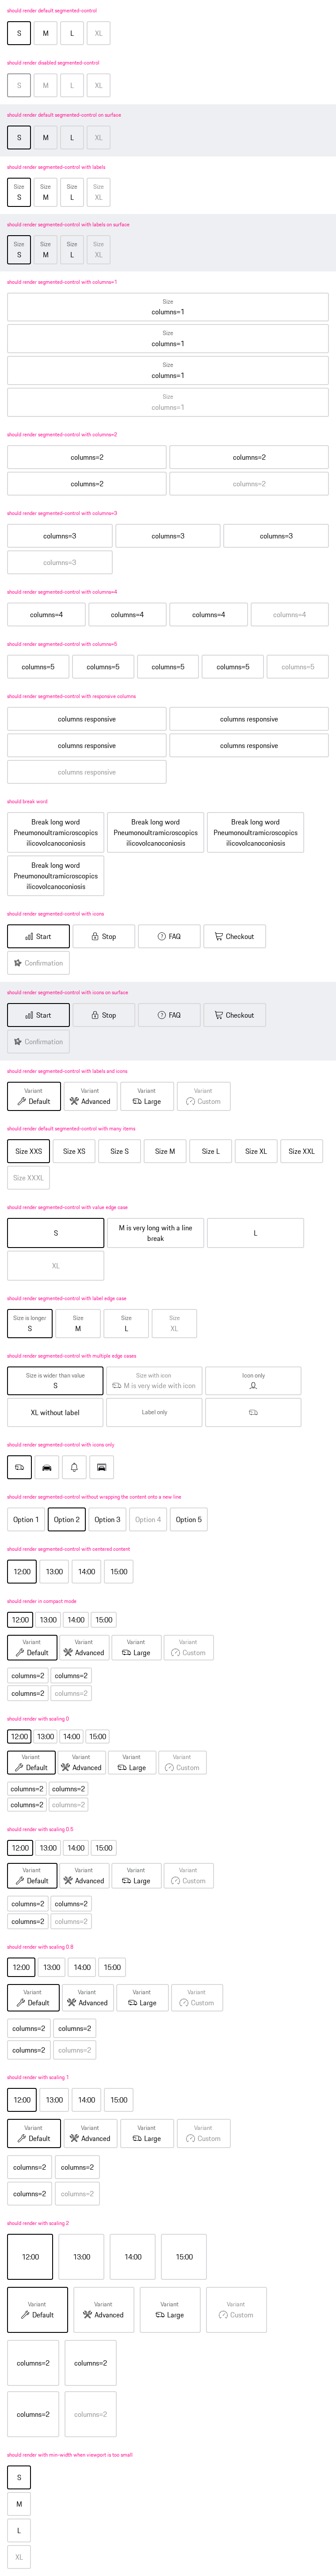 should render default segmented-control
S M L XL
should render disabled segmented-control
S M L XL
should render default segmented-control on surface
S M L XL
should render segmented-control with labels
Size Size Size Size
S M L XL
should render segmented-control with labels on surface
Size Size Size Size
S M L XL
should render segmented-control with columns=1
Size
columns=1
Size
columns=1
Size
columns=1
Size
columns=1
should render segmented-control with columns=2
columns=2 columns=2
columns=2 columns=2
should render segmented-control with columns=3
columns=3 columns=3 columns=3
columns=3
should render segmented-control with columns=4
columns=4 columns=4 columns=4 columns=4
should render segmented-control with columns=5
columns=5 columns=5 columns=5 columns=5 columns=5
should render segmented-control with responsive columns
columns responsive columns responsive
columns responsive columns responsive
columns responsive
should break word
Break long word Break long word Break long word
Pneumonoultramicroscopics Pneumonoultramicroscopics Pneumonoultramicroscopics
ilicovolcanoconiosis ilicovolcanoconiosis ilicovolcanoconiosis
Break long word
Pneumonoultramicroscopics
ilicovolcanoconiosis
should render segmented-control with icons
Start Stop FAQ Checkout
Confirmation
should render segmented-control with icons on surface
Start Stop FAQ Checkout
Confirmation
should render segmented-control with labels and icons
Variant Variant Variant Variant
Default Advanced Large Custom
should render default segmented-control with many items
Size XXS Size XS Size S Size M Size L Size XL Size XXL
Size XXXL
should render segmented-control with value edge case
S M is very long with a line L
break
XL
should render segmented-control with label edge case
Size is longer Size Size Size
S M L XL
should render segmented-control with multiple edge cases
Size is wider than value Size with icon Icon only
S M is very wide with icon
XL without label Label only
should render segmented-control with icons only
should render segmented-control without wrapping the content onto a new line
Option 1 Option 2 Option 3 Option 4 Option 5
should render segmented-control with centered content
12:00 13:00 14:00 15:00
should render in compact mode
12:00 13:00 14:00 15:00
Variant Variant Variant Variant
Default Advanced Large Custom
columns=2 columns=2
columns=2 columns=2
should render with scaling 0
12:00 13:00 14:00 15:00
Variant Variant Variant Variant
Default Advanced Large Custom
columns=2 columns=2
columns=2 columns=2
should render with scaling 0.5
12:00 13:00 14:00 15:00
Variant Variant Variant Variant
Default Advanced Large Custom
columns=2 columns=2
columns=2 columns=2
should render with scaling 0.8
12:00 13:00 14:00 15:00
Variant Variant Variant Variant
Default Advanced Large Custom
columns=2 columns=2
columns=2 columns=2
should render with scaling 1
12:00 13:00 14:00 15:00
Variant Variant Variant Variant
Default Advanced Large Custom
columns=2 columns=2
columns=2 columns=2
should render with scaling 2
12:00 13:00 14:00 15:00
Variant Variant Variant Variant
Default Advanced Large Custom
columns=2 columns=2
columns=2 columns=2
should render with min-width when viewport is too small
S
M
L
XL